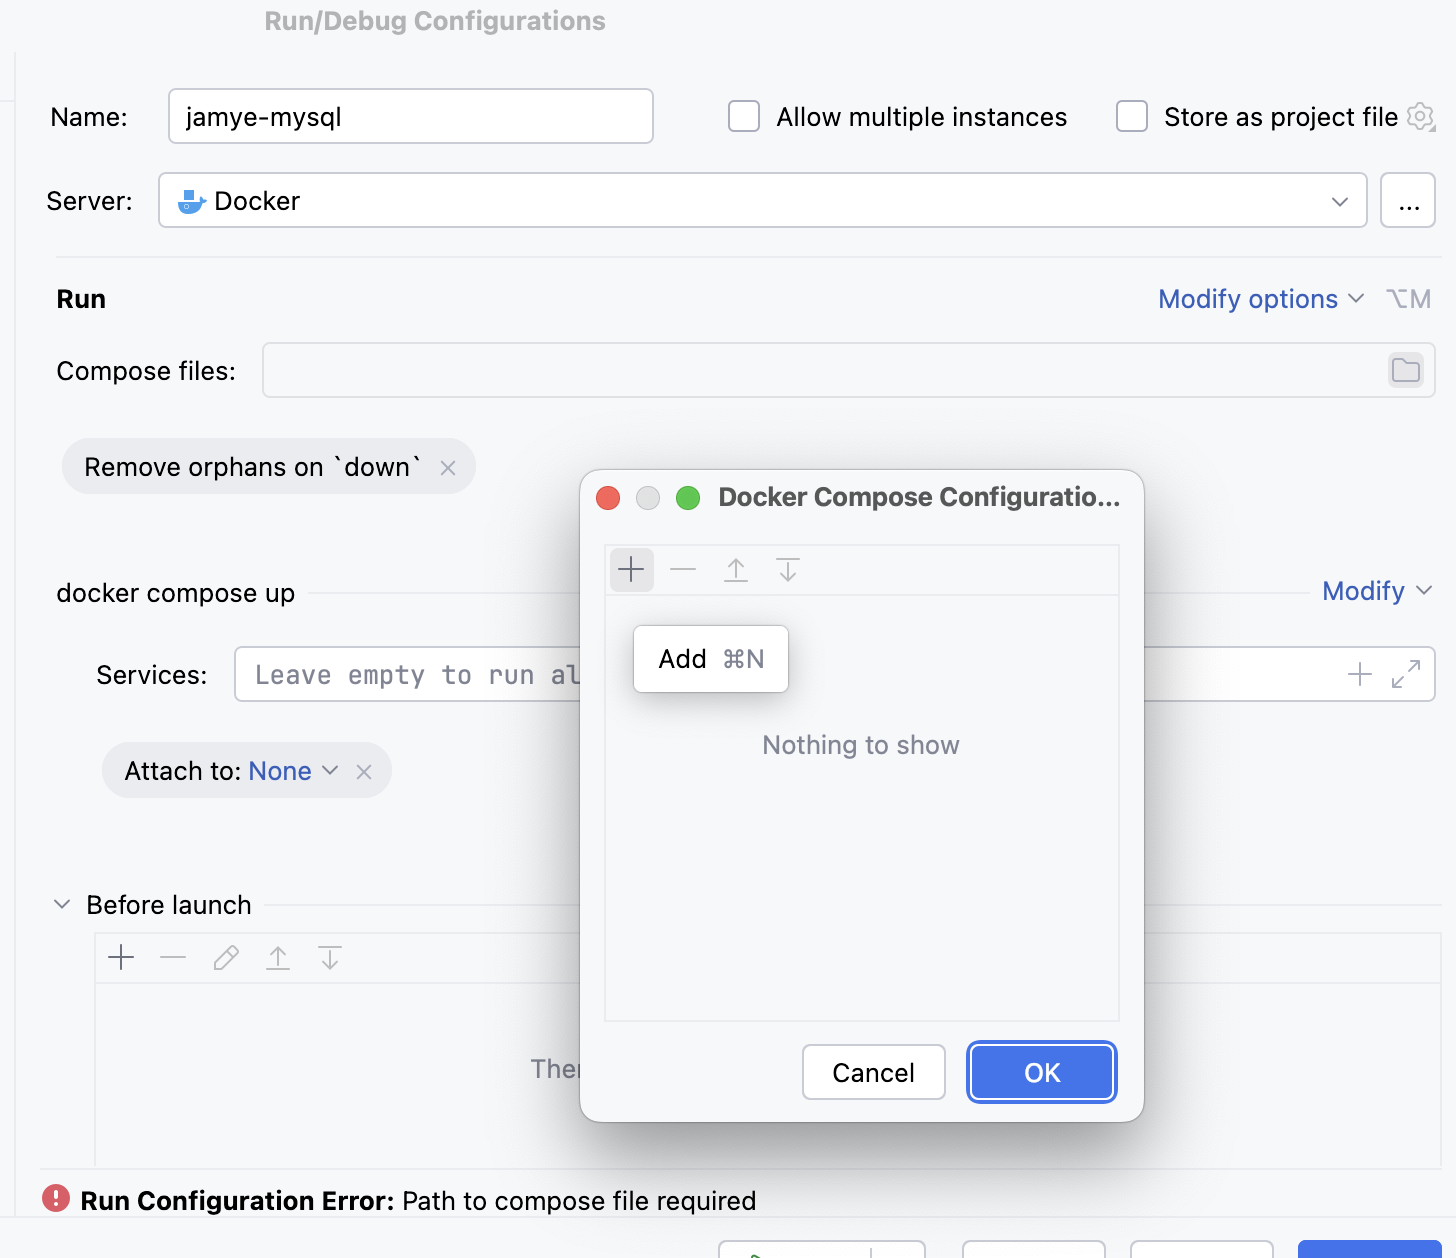 Run/Debug Configurations
Name: jamye-mysql Allow multiple instances Store as project file
Server: Docker ...
Run Modify options ⌥M
Compose files:
Remove orphans on `down`
Docker Compose Configuratio...
Add ⌘N
Nothing to show
Cancel OK
docker compose up Modify
Services: Leave empty to run al
Attach to: None
Before launch
Run Configuration Error: Path to compose file required